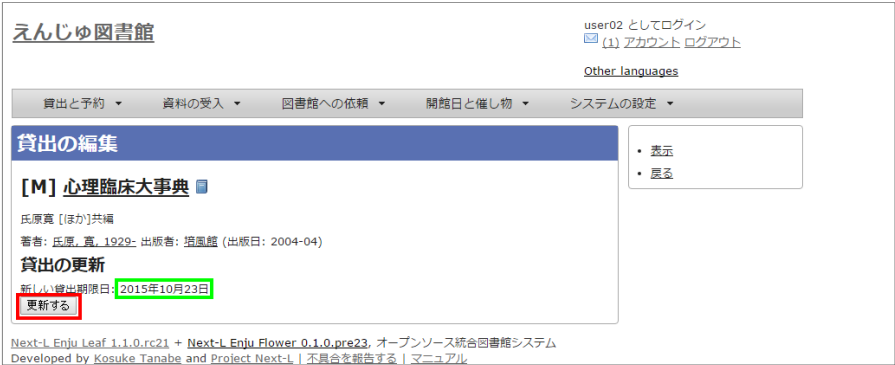 えんじゅ図書館
user02 としてログイン
(1) アカウント ログアウト
Other languages
貸出と予約 ▼ 資料の受入 ▼ 図書館への依頼 ▼ 開館日と催し物 ▼ システムの設定 ▼
貸出の編集
• 表示
• 戻る
[M] 心理臨床大事典
氏原寛 [ほか]共編
著者: 氏原, 寛, 1929- 出版者: 培風館 (出版日: 2004-04)
貸出の更新
新しい貸出期限日: 2015年10月23日
更新する
Next-L Enju Leaf 1.1.0.rc21 + Next-L Enju Flower 0.1.0.pre23, オープンソース統合図書館システム
Developed by Kosuke Tanabe and Project Next-L | 不具合を報告する | マニュアル